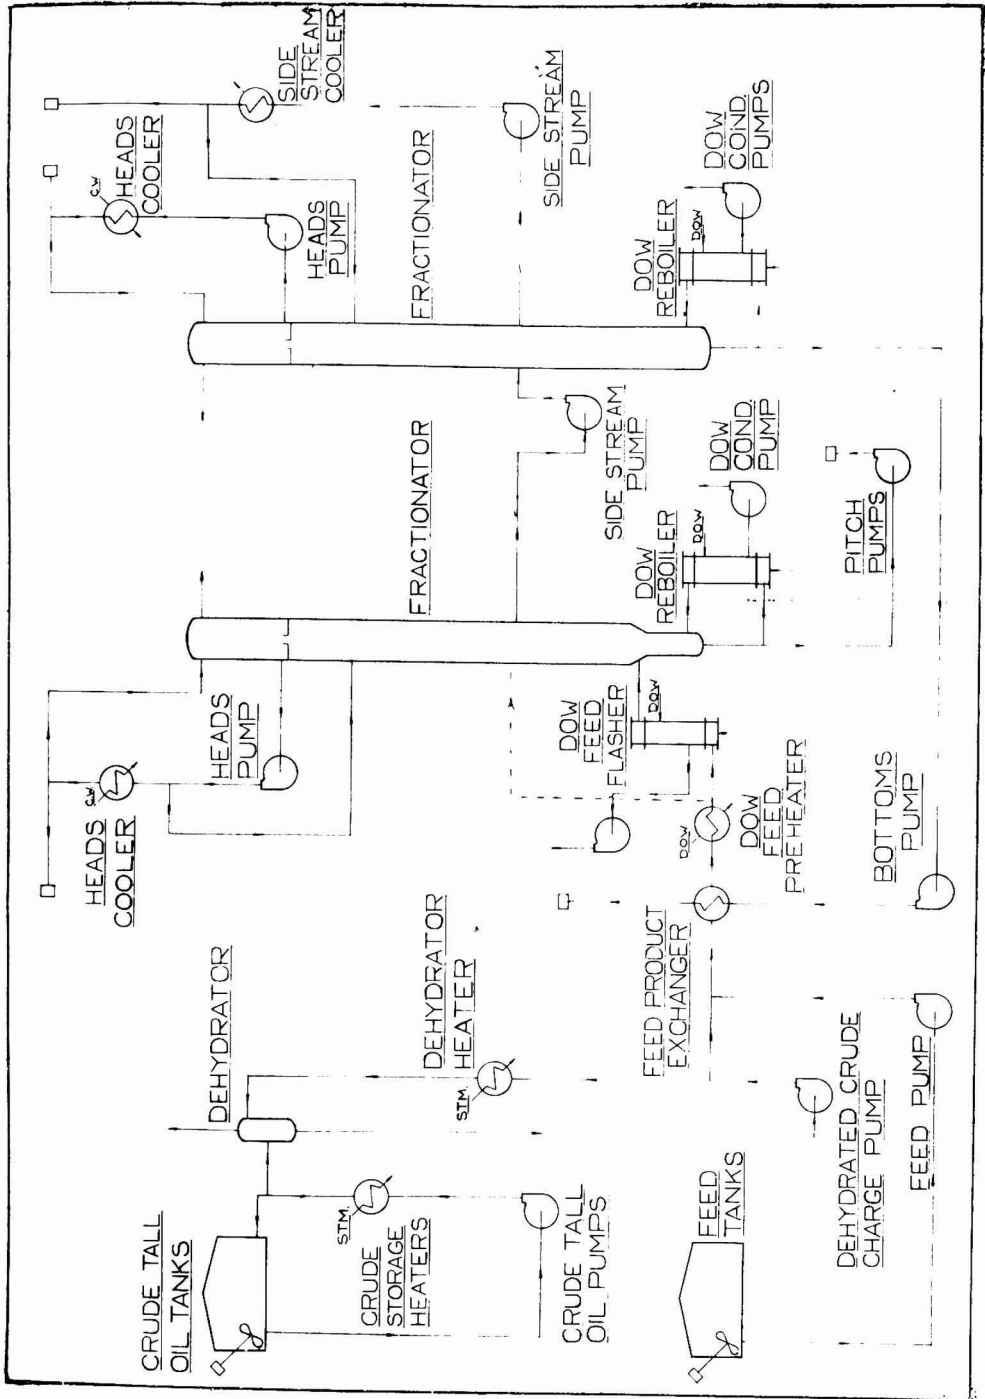 CRUDE TALL
OIL TANKS
STM.
CRUDE
STORAGE
HEATERS
CRUDE TALL
OIL PUMPS
FEED
TANKS
DEHYDRATOR
DEHYDRATOR
HEATER
STM.
DEHYDRATED CRUDE
CHARGE PUMP
FEED PUMP
HEADS
COOLER
C.W.
HEADS
PUMP
FEED PRODUCT
EXCHANGER
DOW
FEED
FLASHER
DOW
DOW
DOW
FEED
PREHEATER
BOTTOMS
PUMP
FRACTIONATOR
SIDE STREAM
PUMP
DOW
REBOILER
DOW
DOW
COND.
PUMP
PITCH
PUMPS
HEADS
COOLER
CW
HEADS
PUMP
SIDE
STREAM
COOLER
FRACTIONATOR
SIDE STREAM
PUMP
DOW
REBOILER
DOW
DOW
COND.
PUMPS